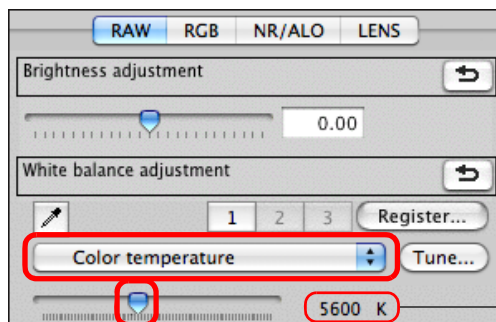 RAW RGB NR/ALO LENS
Brightness adjustment
0.00
White balance adjustment
1 2 3 Register...
Color temperature Tune...
5600 K